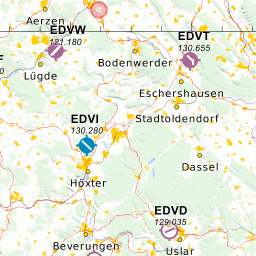 Aerzen
EDVW
121.180
EDVT
130.655
Bodenwerder
Lügde
Eschershausen
EDVI
130.280
Stadtoldendorf
Dassel
Höxter
EDVD
129.035
Beverungen
Uslar